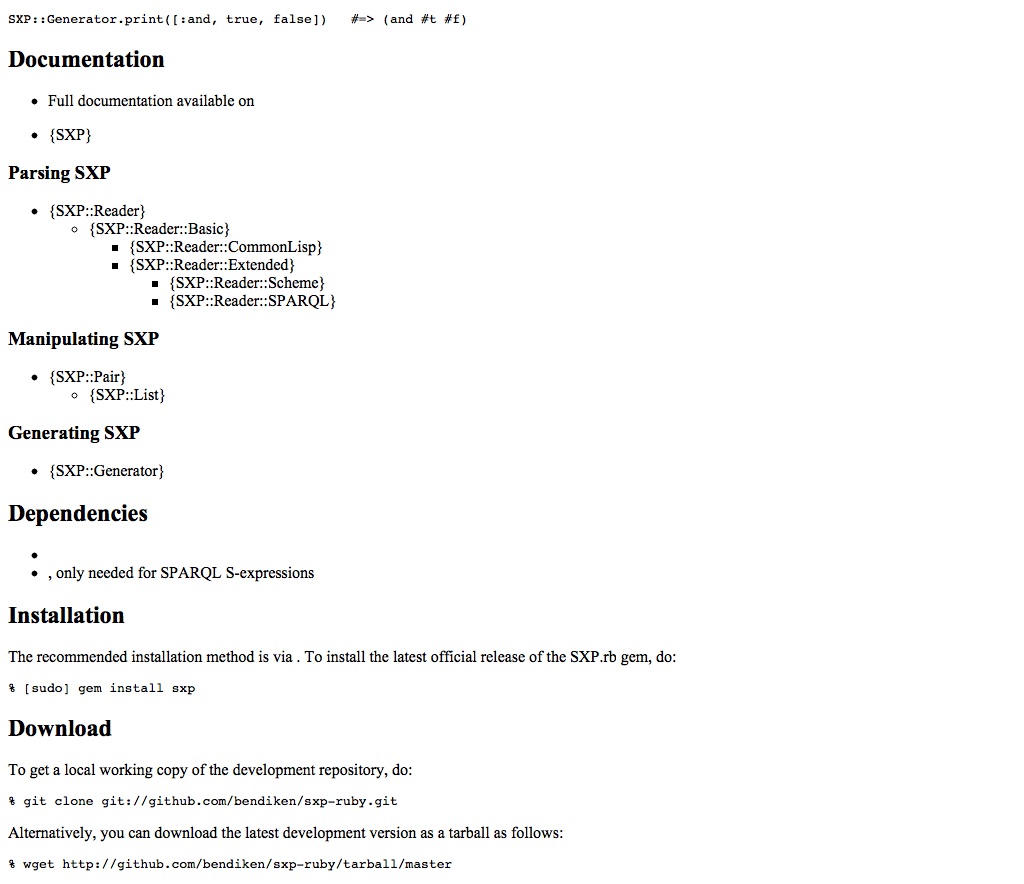 SXP::Generator.print([:and, true, false])   #=> (and #t #f)
Documentation
• Full documentation available on
• {SXP}
Parsing SXP
• {SXP::Reader}
◦ {SXP::Reader::Basic}
▪ {SXP::Reader::CommonLisp}
▪ {SXP::Reader::Extended}
▪ {SXP::Reader::Scheme}
▪ {SXP::Reader::SPARQL}
Manipulating SXP
• {SXP::Pair}
◦ {SXP::List}
Generating SXP
• {SXP::Generator}
Dependencies
•
• , only needed for SPARQL S-expressions
Installation
The recommended installation method is via . To install the latest official release of the SXP.rb gem, do:
% [sudo] gem install sxp
Download
To get a local working copy of the development repository, do:
% git clone git://github.com/bendiken/sxp-ruby.git
Alternatively, you can download the latest development version as a tarball as follows:
% wget http://github.com/bendiken/sxp-ruby/tarball/master